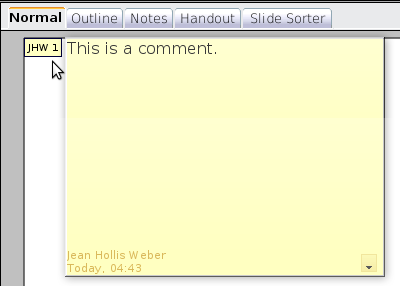 Normal Outline Notes Handout Slide Sorter
JHW 1 This is a comment.
Jean Hollis Weber
Today, 04:43